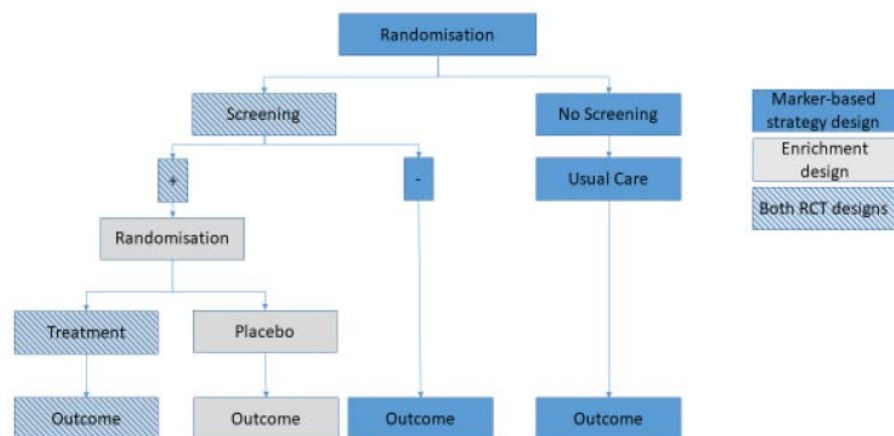 Randomisation
Screening
No Screening
Marker-based
strategy design
Enrichment
design
Both RCT designs
+
-
Usual Care
Randomisation
Treatment
Placebo
Outcome
Outcome
Outcome
Outcome